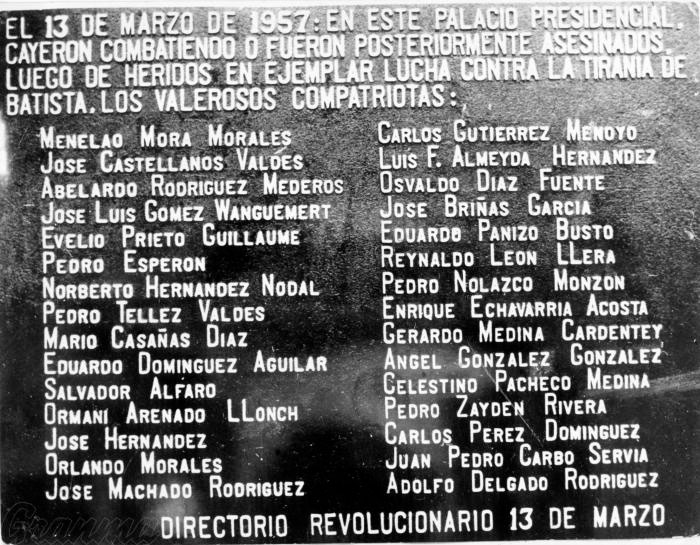 EL 13 DE MARZO DE 1957: EN ESTE PALACIO PRESIDENCIAL.
CAYERON COMBATIENDO O FUERON POSTERIORMENTE ASESINADOS.
LUEGO DE HERIDOS EN EJEMPLAR LUCHA CONTRA LA TIRANIA DE
BATISTA. LOS VALEROSOS COMPATRIOTAS:
MENELAO MORA MORALES
JOSE CASTELLANOS VALDÉS
ABELARDO RODRIGUEZ MEDEROS
JOSE LUIS GOMEZ WANGUEMERT
EVELIO PRIETO GUILLAUME
PEDRO ESPERON
NORBERTO HERNANDEZ NODAL
PEDRO TELLEZ VALDES
MARIO CASAÑAS DIAZ
EDUARDO DOMINGUEZ AGUILAR
SALVADOR ALFARO
ORMANI ARENADO LLONCH
JOSE HERNANDEZ
ORLANDO MORALES
JOSE MACHADO RODRIGUEZ
CARLOS GUTIERREZ MENOYO
LUIS F. ALMEYDA HERNANDEZ
OSVALDO DIAZ FUENTE
JOSE BRIÑAS GARCIA
EDUARDO PANIZO BUSTO
REYNALDO LEON LLERA
PEDRO NOLAZCO MONZON
ENRIQUE ECHAVARRIA ACOSTA
GERARDO MEDINA CARDENTEY
ANGEL GONZALEZ GONZALEZ
CELESTINO PACHECO MEDINA
PEDRO ZAYDEN RIVERA
CARLOS PEREZ DOMINGUEZ
JUAN PEDRO CARBO SERVIA
ADOLFO DELGADO RODRIGUEZ
DIRECTORIO REVOLUCIONARIO 13 DE MARZO
Granma